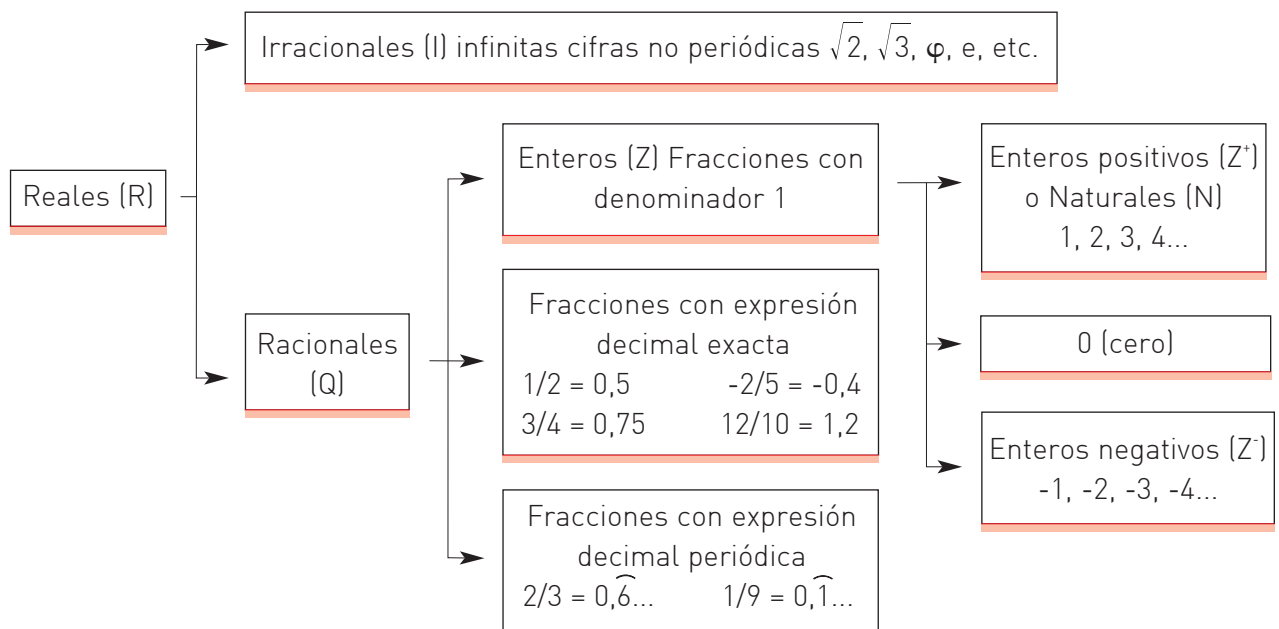 Irracionales (I) infinitas cifras no periódicas √2, √3, φ, e, etc.
Reales (R)
Enteros (Z) Fracciones con
denominador 1
Enteros positivos (Z⁺)
o Naturales (N)
1, 2, 3, 4...
Racionales
(Q)
Fracciones con expresión
decimal exacta
1/2 = 0,5 -2/5 = -0,4
3/4 = 0,75 12/10 = 1,2
0 (cero)
Enteros negativos (Z⁻)
-1, -2, -3, -4...
Fracciones con expresión
decimal periódica
2/3 = 0,6̑... 1/9 = 0,1̑...